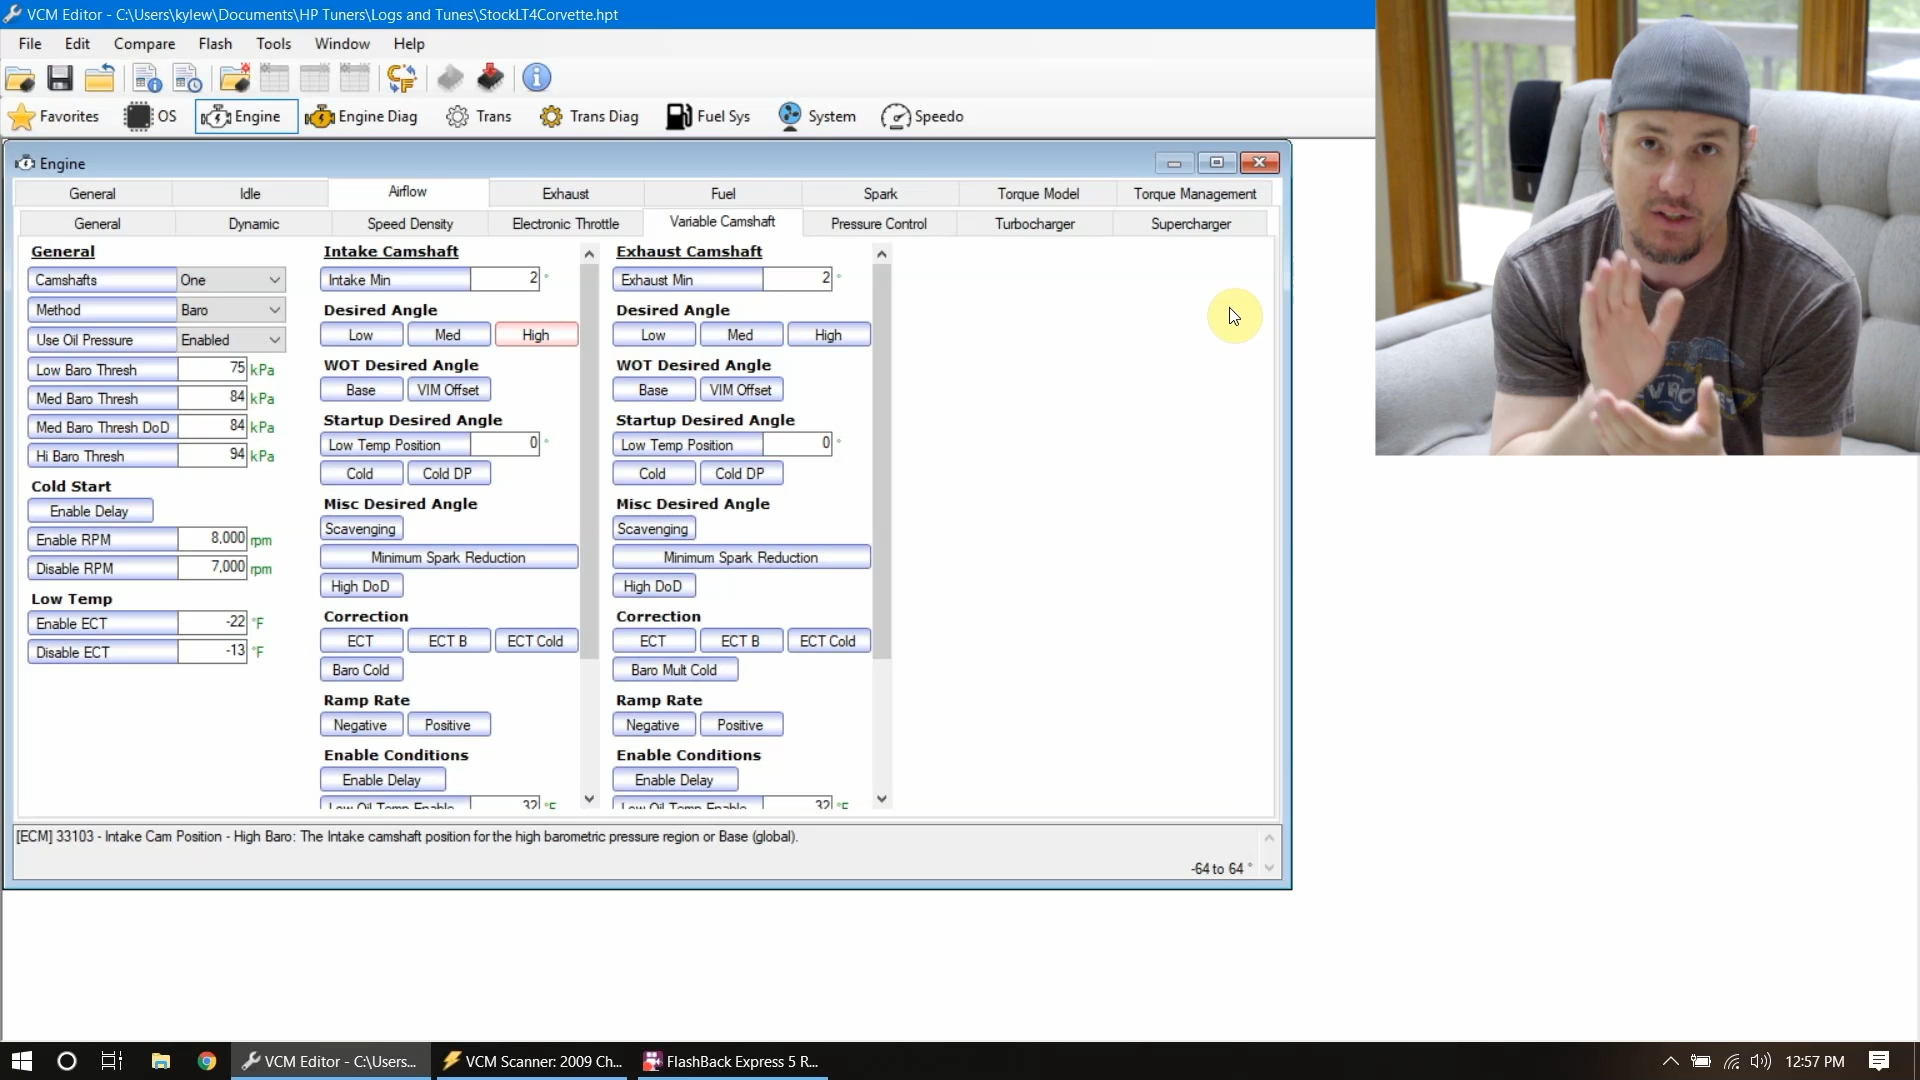 VCM Editor - C:\Users\kylew\Documents\HP Tuners\Logs and Tunes\StockLT4Corvette.hpt
File Edit Compare Flash Tools Window Help
Favorites OS Engine Engine Diag Trans Trans Diag Fuel Sys System Speedo
Engine
General Idle Airflow Exhaust Fuel Spark Torque Model Torque Management
General Dynamic Speed Density Electronic Throttle Variable Camshaft Pressure Control Turbocharger Supercharger
General
Camshafts One
Method Baro
Use Oil Pressure Enabled
Low Baro Thresh 75 kPa
Med Baro Thresh 84 kPa
Med Baro Thresh DoD 84 kPa
Hi Baro Thresh 94 kPa
Cold Start
Enable Delay
Enable RPM 8,000 rpm
Disable RPM 7,000 rpm
Low Temp
Enable ECT -22 °F
Disable ECT -13 °F
Intake Camshaft
Intake Min 2 °
Desired Angle
Low Med High
WOT Desired Angle
Base VIM Offset
Startup Desired Angle
Low Temp Position 0 °
Cold Cold DP
Misc Desired Angle
Scavenging
Minimum Spark Reduction
High DoD
Correction
ECT ECT B ECT Cold
Baro Cold
Ramp Rate
Negative Positive
Enable Conditions
Enable Delay
Low Oil Temp Enable 32 °F
Exhaust Camshaft
Exhaust Min 2 °
Desired Angle
Low Med High
WOT Desired Angle
Base VIM Offset
Startup Desired Angle
Low Temp Position 0 °
Cold Cold DP
Misc Desired Angle
Scavenging
Minimum Spark Reduction
High DoD
Correction
ECT ECT B ECT Cold
Baro Mult Cold
Ramp Rate
Negative Positive
Enable Conditions
Enable Delay
Low Oil Temp Enable 32 °F
[ECM] 33103 - Intake Cam Position - High Baro: The Intake camshaft position for the high barometric pressure region or Base (global).
-64 to 64 °
VCM Editor - C:\Users... VCM Scanner: 2009 Ch... FlashBack Express 5 R... 12:57 PM